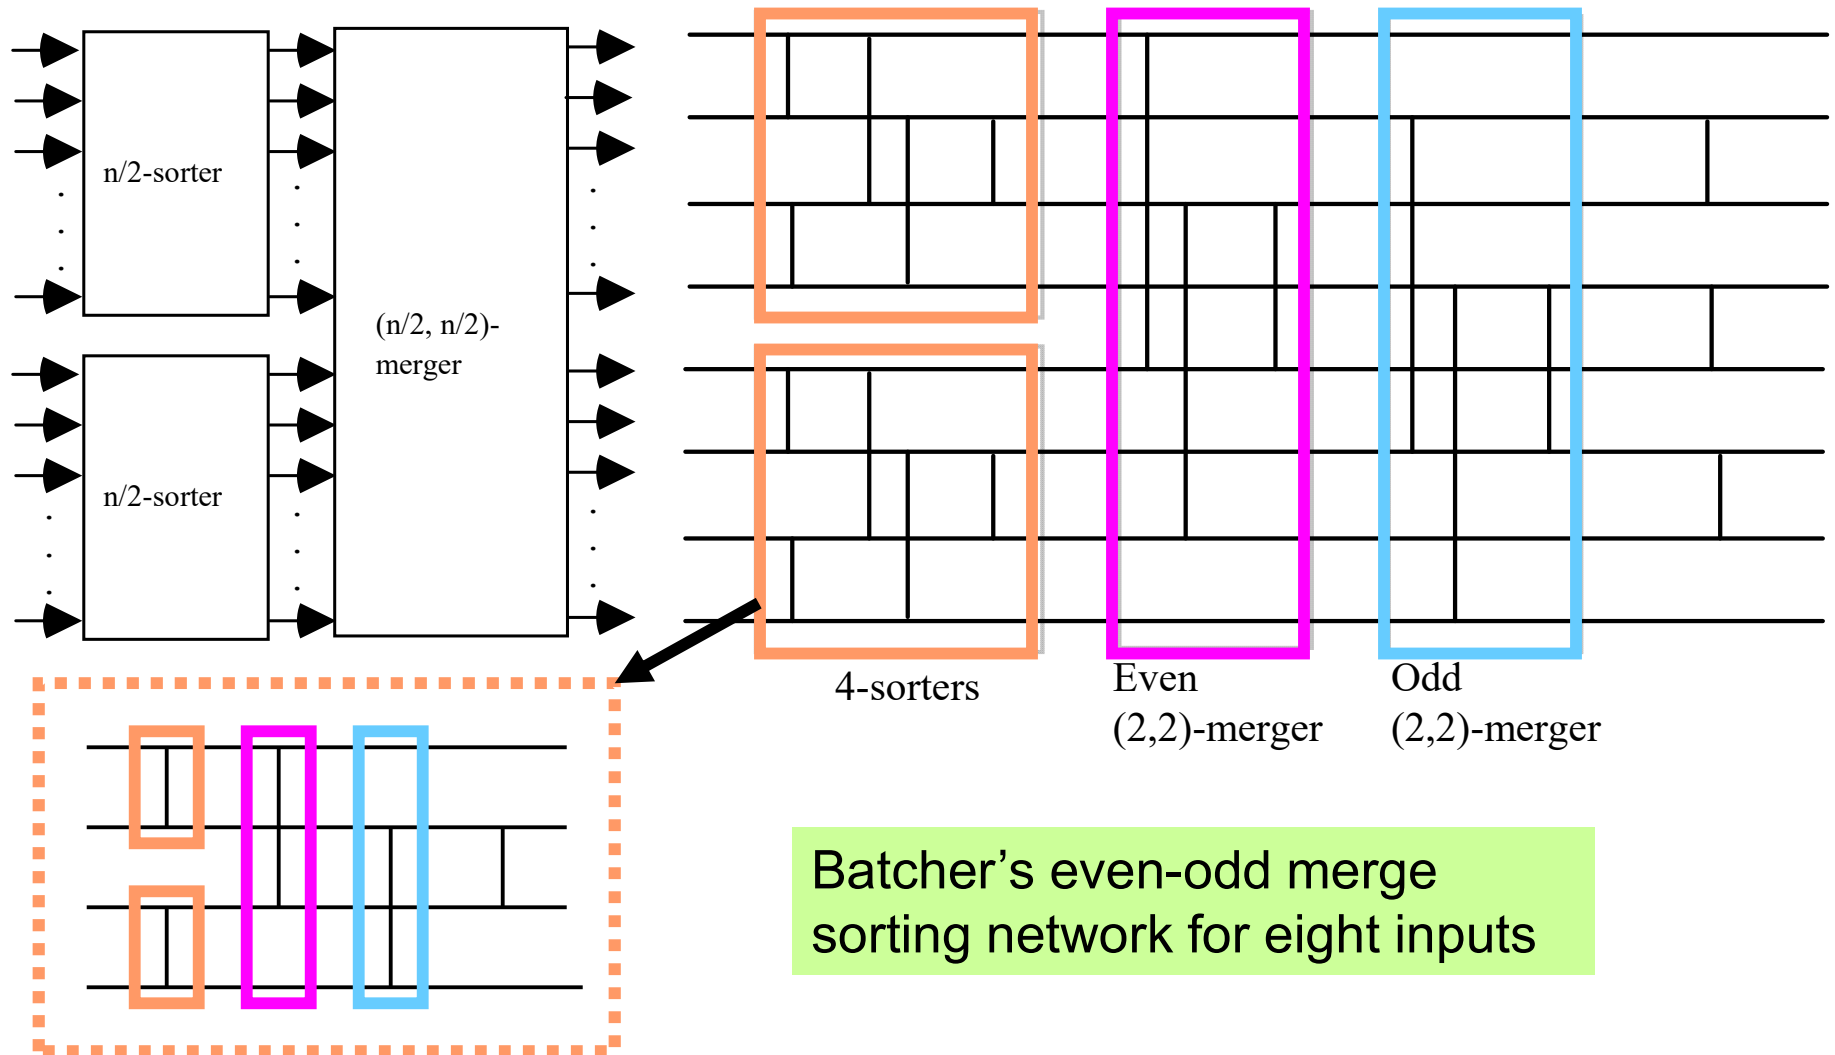 n/2-sorter
n/2-sorter
(n/2, n/2)-
merger
4-sorters
Even
(2,2)-merger
Odd
(2,2)-merger
Batcher’s even-odd merge
sorting network for eight inputs